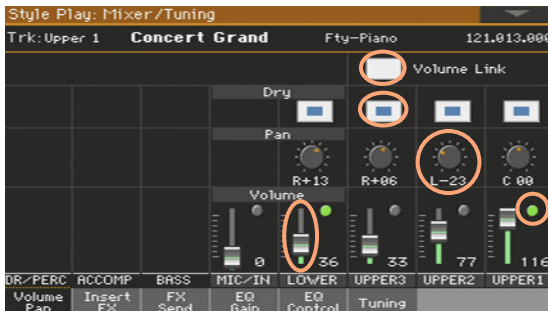 Style Play: Mixer/Tuning
Trk:Upper 1 Concert Grand Fty-Piano 121.013.000
Volume Link
Dry
Pan
R+13 R+06 L-23 C 00
Volume
0 36 33 77 116
DR/PERC ACCOMP BASS MIC/IN LOWER UPPER3 UPPER2 UPPER1
Volume Insert FX EQ EQ Tuning
Pan FX Send Gain Control